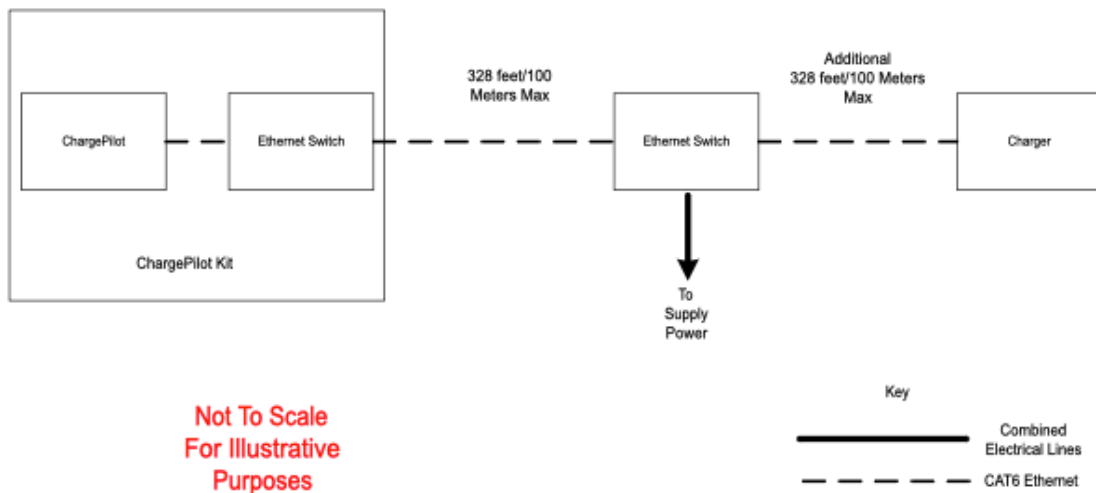 328 feet/100
Meters Max
Additional
328 feet/100 Meters
Max
ChargePilot
Ethernet Switch
Ethernet Switch
Charger
ChargePilot Kit
To
Supply
Power
Not To Scale
For Illustrative
Purposes
Key
Combined
Electrical Lines
CAT6 Ethernet